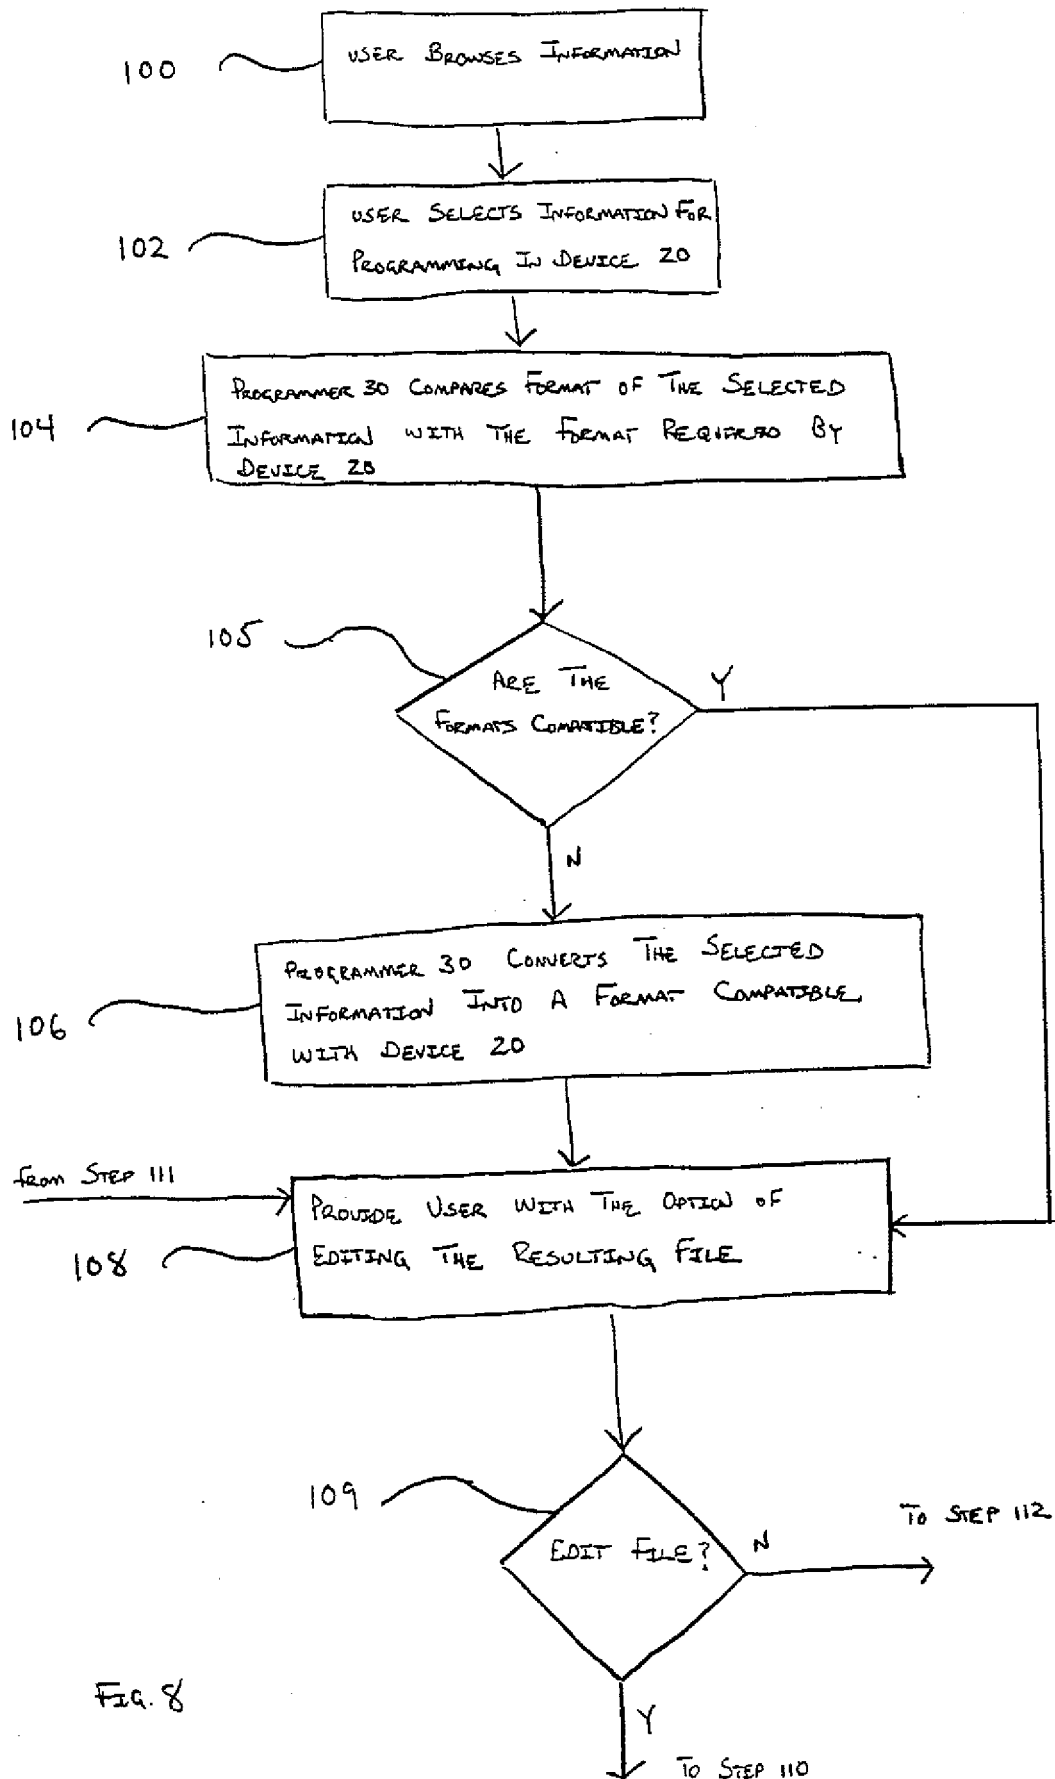 100
USER BROWSES INFORMATION
102
USER SELECTS INFORMATION FOR
PROGRAMMING IN DEVICE 20
104
PROGRAMMER 30 COMPARES FORMAT OF THE SELECTED
INFORMATION WITH THE FORMAT REQUIRED BY
DEVICE 20
105
ARE THE
FORMATS COMPATIBLE?
Y
N
106
PROGRAMMER 30 CONVERTS THE SELECTED
INFORMATION INTO A FORMAT COMPATIBLE
WITH DEVICE 20
from STEP 111
108
PROVIDE USER WITH THE OPTION OF
EDITING THE RESULTING FILE
109
EDIT FILE?
N
TO STEP 112
Y
TO STEP 110
FIG. 8